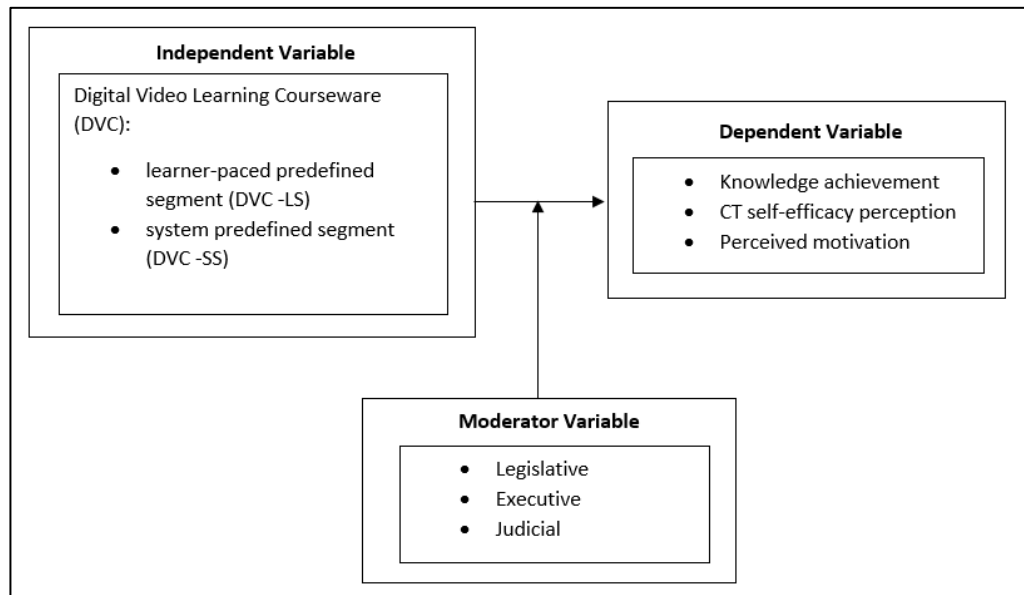 Independent Variable
Digital Video Learning Courseware
(DVC):
• learner-paced predefined
segment (DVC -LS)
• system predefined segment
(DVC -SS)
Dependent Variable
• Knowledge achievement
• CT self-efficacy perception
• Perceived motivation
Moderator Variable
• Legislative
• Executive
• Judicial